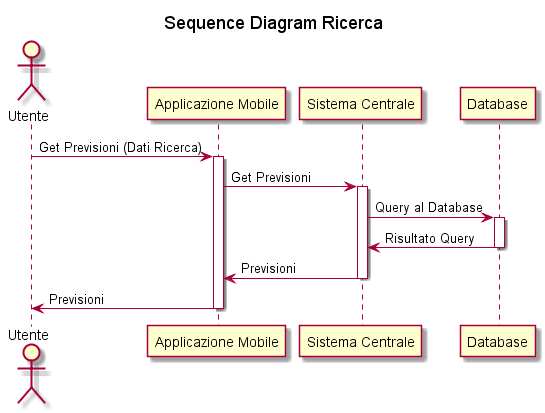 Sequence Diagram Ricerca
Utente
Applicazione Mobile
Sistema Centrale
Database
Get Previsioni (Dati Ricerca)
Get Previsioni
Query al Database
Risultato Query
Previsioni
Previsioni
Utente
Applicazione Mobile
Sistema Centrale
Database